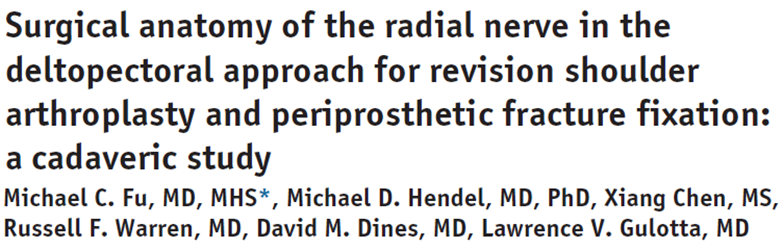 Surgical anatomy of the radial nerve in the
deltopectoral approach for revision shoulder
arthroplasty and periprosthetic fracture fixation:
a cadaveric study
Michael C. Fu, MD, MHS*, Michael D. Hendel, MD, PhD, Xiang Chen, MS,
Russell F. Warren, MD, David M. Dines, MD, Lawrence V. Gulotta, MD